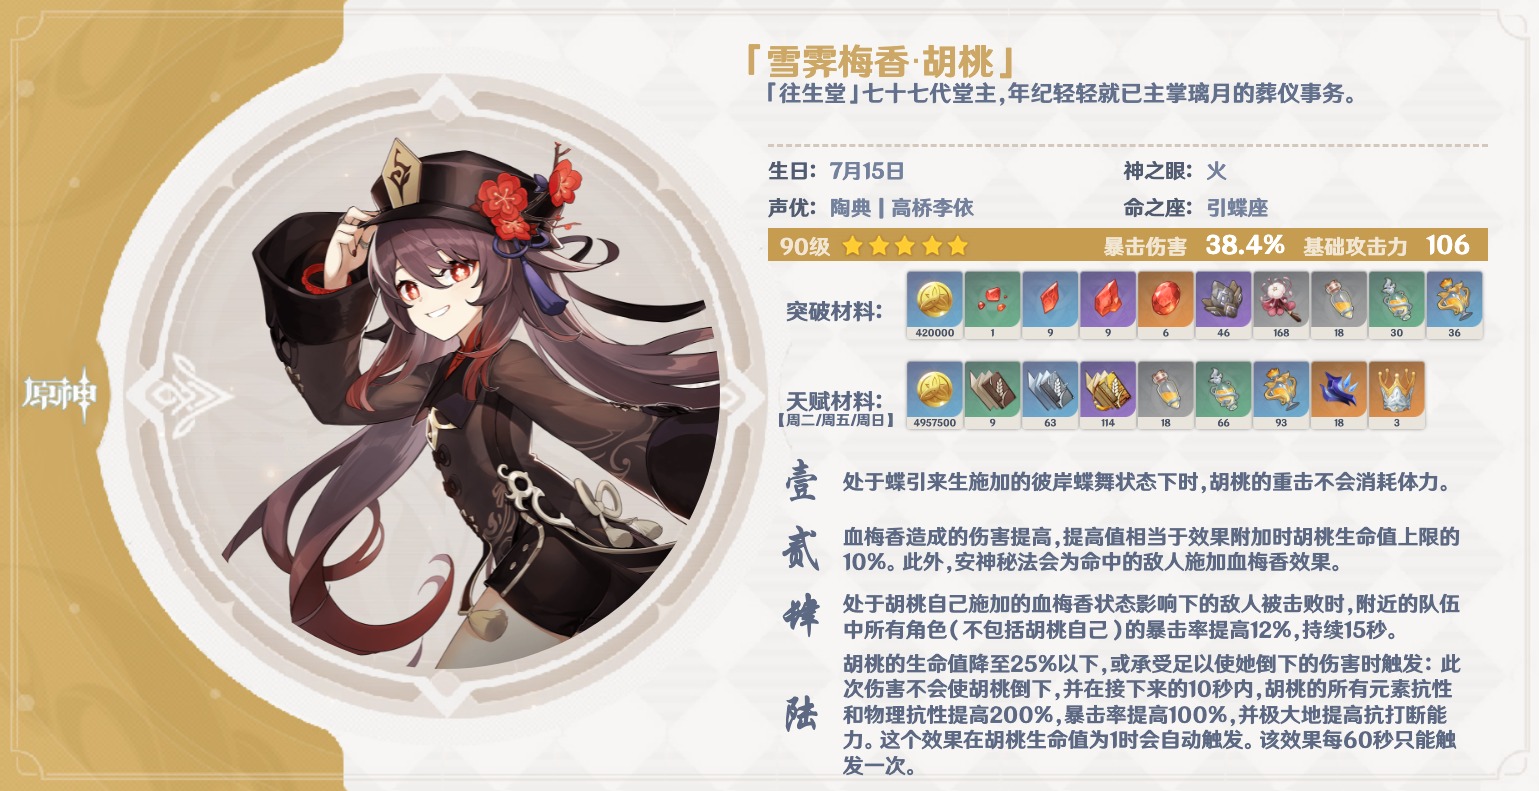 「雪霁梅香·胡桃」
「往生堂」七十七代堂主,年纪轻轻就已主掌璃月的葬仪事务。
生日: 7月15日 神之眼: 火
声优: 陶典 | 高桥李依 命之座: 引蝶座
90级 暴击伤害 38.4% 基础攻击力 106
突破材料:
420000 1 9 9 6 46 168 18 30 36
原神
天赋材料:
【周二/周五/周日】
4957500 9 63 114 18 66 93 18 3
壹
处于蝶引来生施加的彼岸蝶舞状态下时,胡桃的重击不会消耗体力。
贰
血梅香造成的伤害提高,提高值相当于效果附加时胡桃生命值上限的
10%。此外,安神秘法会为命中的敌人施加血梅香效果。
肆
处于胡桃自己施加的血梅香状态影响下的敌人被击败时,附近的队伍
中所有角色(不包括胡桃自己)的暴击率提高12%,持续15秒。
陆
胡桃的生命值降至25%以下,或承受足以使她倒下的伤害时触发: 此
次伤害不会使胡桃倒下,并在接下来的10秒内,胡桃的所有元素抗性
和物理抗性提高200%,暴击率提高100%,并极大地提高抗打断能
力。这个效果在胡桃生命值为1时会自动触发。该效果每60秒只能触
发一次。